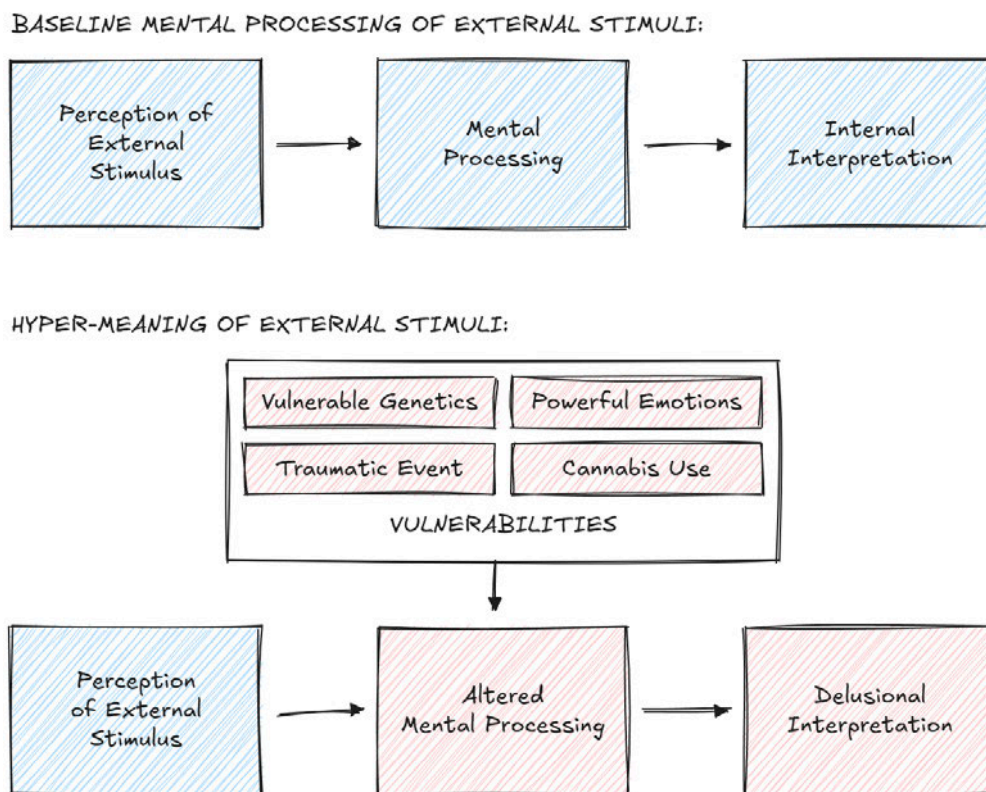 BASELINE MENTAL PROCESSING OF EXTERNAL STIMULI:
Perception of
External
Stimulus
Mental
Processing
Internal
Interpretation
HYPER-MEANING OF EXTERNAL STIMULI:
Vulnerable Genetics
Powerful Emotions
Traumatic Event
Cannabis Use
VULNERABILITIES
Perception
of External
Stimulus
Altered
Mental Processing
Delusional
Interpretation